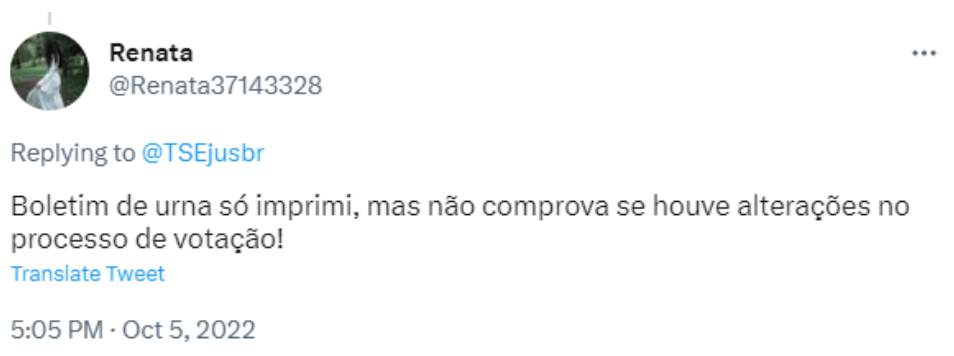 Renata
@Renata37143328
Replying to @TSEjusbr
Boletim de urna só imprimi, mas não comprova se houve alterações no
processo de votação!
Translate Tweet
5:05 PM · Oct 5, 2022